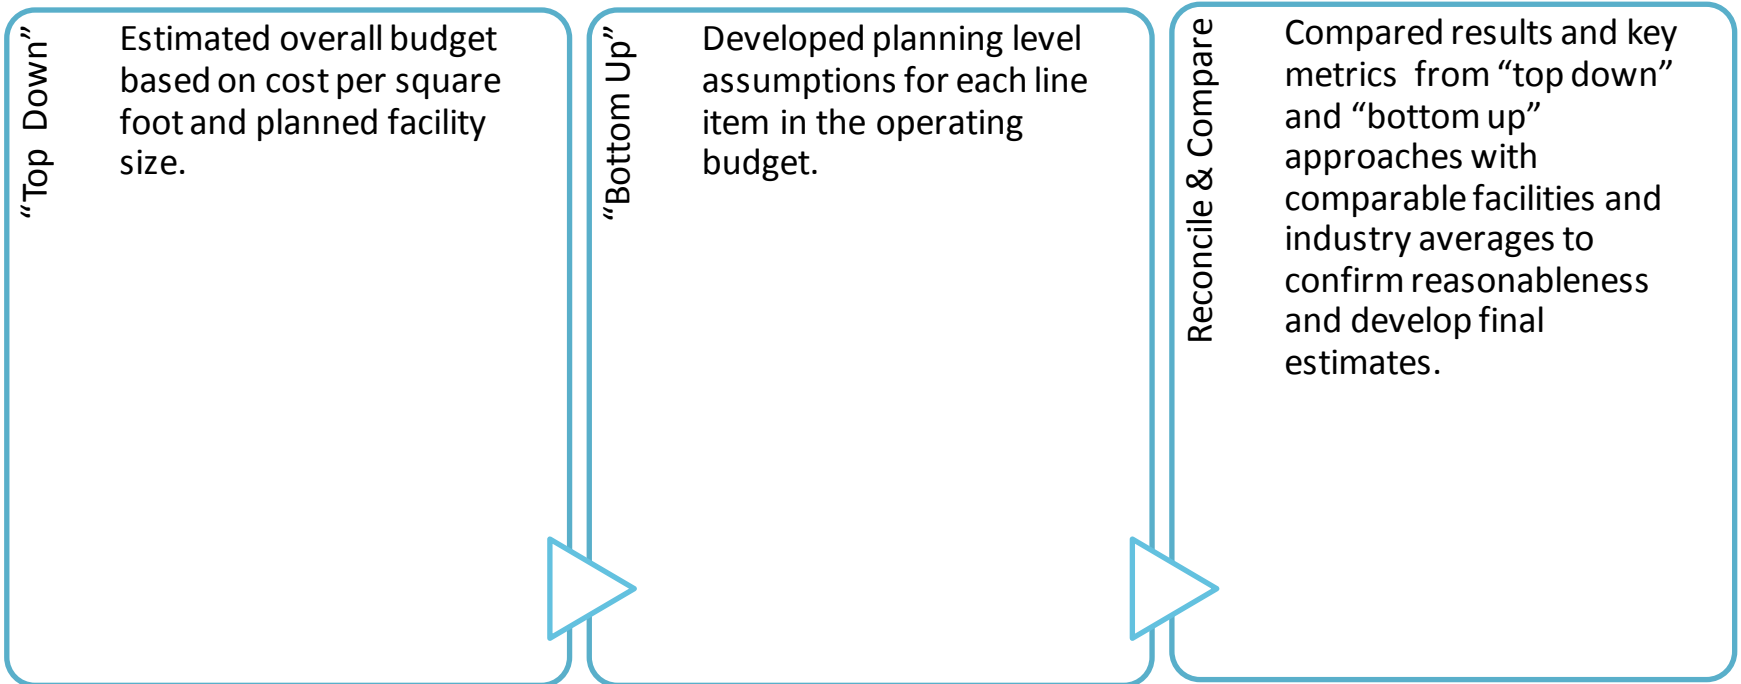 “Top Down”
Estimated overall budget
based on cost per square
foot and planned facility
size.
“Bottom Up”
Developed planning level
assumptions for each line
item in the operating
budget.
Reconcile & Compare
Compared results and key
metrics from “top down”
and “bottom up”
approaches with
comparable facilities and
industry averages to
confirm reasonableness
and develop final
estimates.